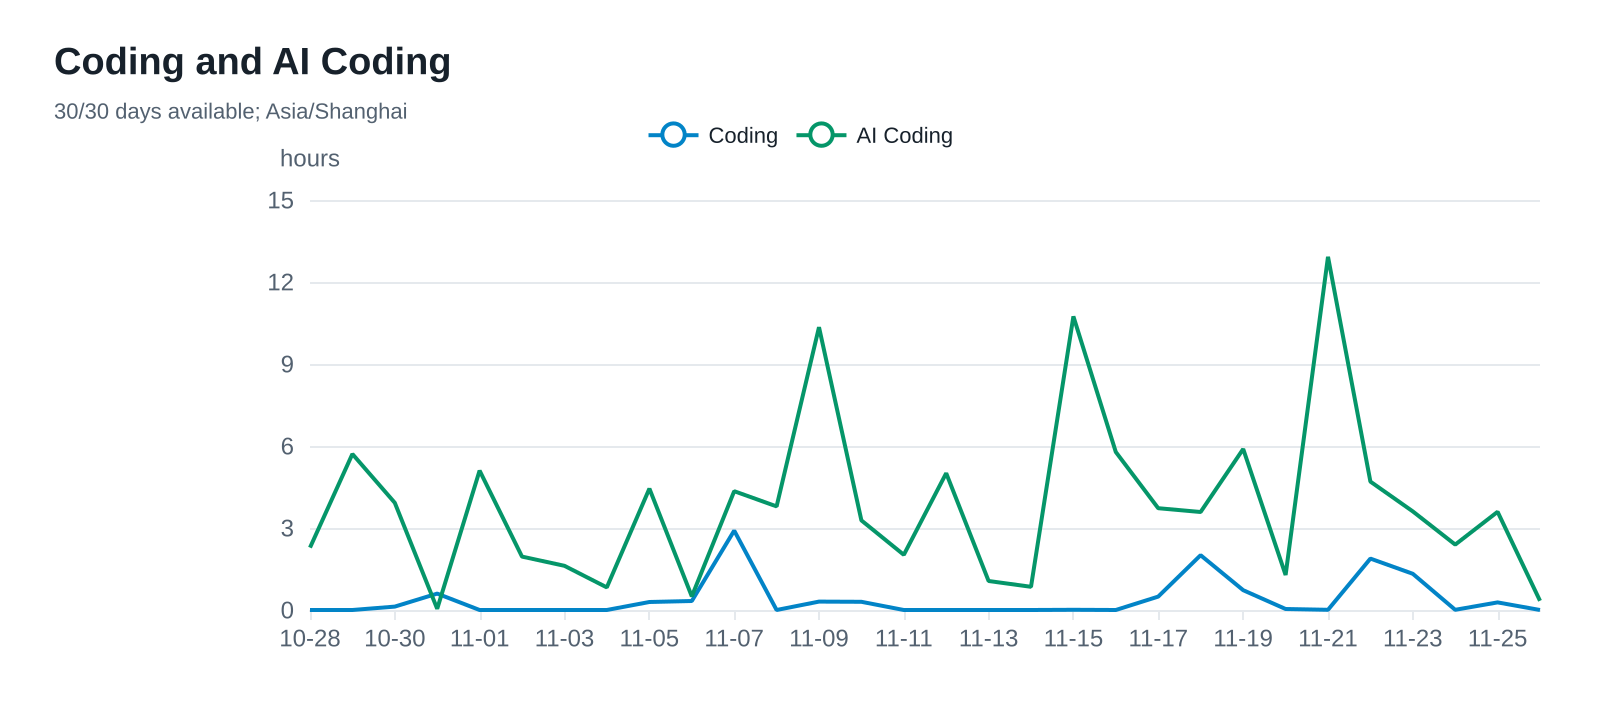 Coding and AI Coding
30/30 days available; Asia/Shanghai
Coding AI Coding
hours
15
12
9
6
3
0
10-28 10-30 11-01 11-03 11-05 11-07 11-09 11-11 11-13 11-15 11-17 11-19 11-21 11-23 11-25